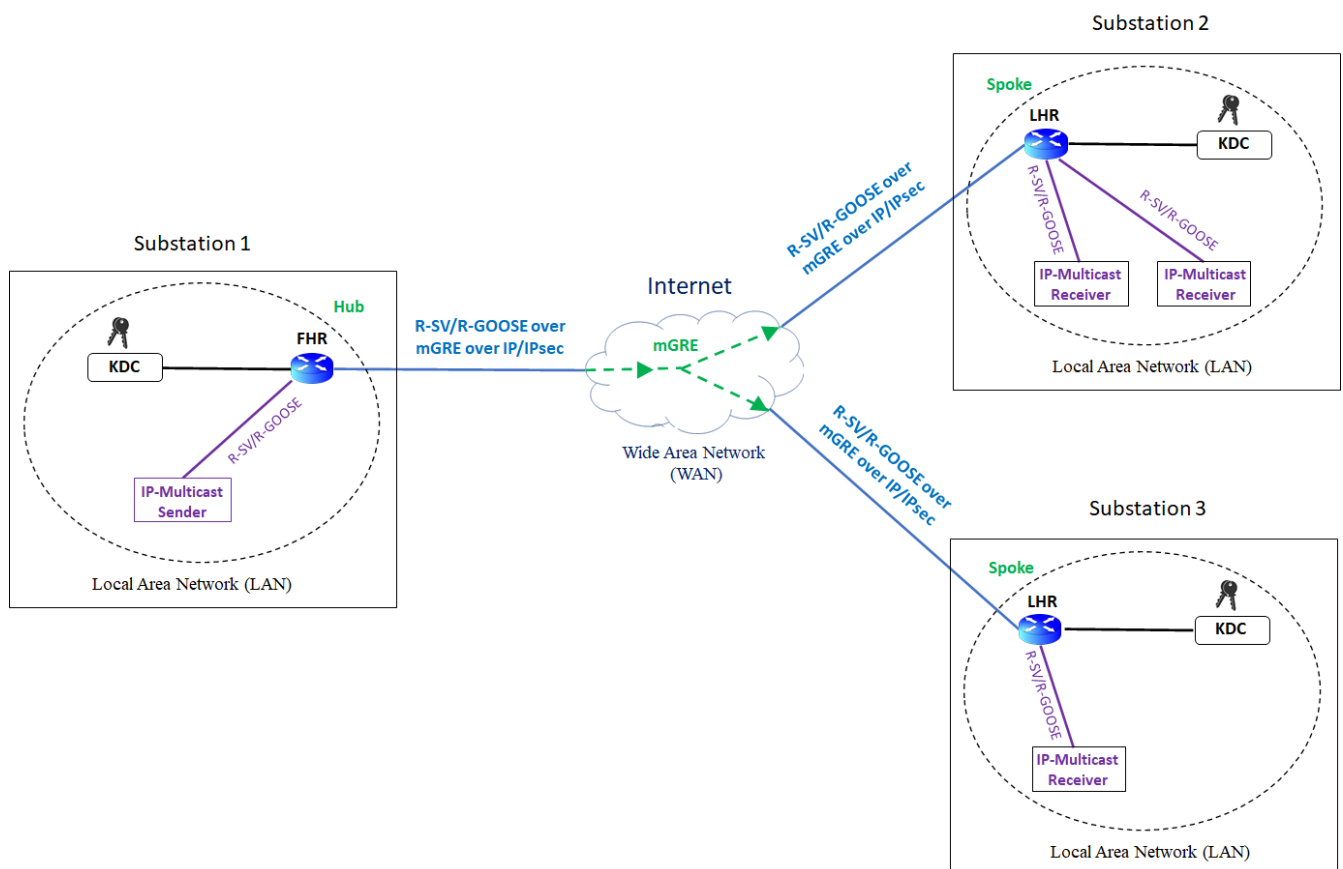 Substation 1
Hub
FHR
KDC
R-SV/R-GOOSE
IP-Multicast
Sender
Local Area Network (LAN)
R-SV/R-GOOSE over
mGRE over IP/IPsec
Internet
mGRE
Wide Area Network
(WAN)
R-SV/R-GOOSE over
mGRE over IP/IPsec
R-SV/R-GOOSE over
mGRE over IP/IPsec
Substation 2
Spoke
LHR
KDC
R-SV/R-GOOSE
R-SV/R-GOOSE
IP-Multicast
Receiver
IP-Multicast
Receiver
Local Area Network (LAN)
Substation 3
Spoke
LHR
KDC
R-SV/R-GOOSE
IP-Multicast
Receiver
Local Area Network (LAN)